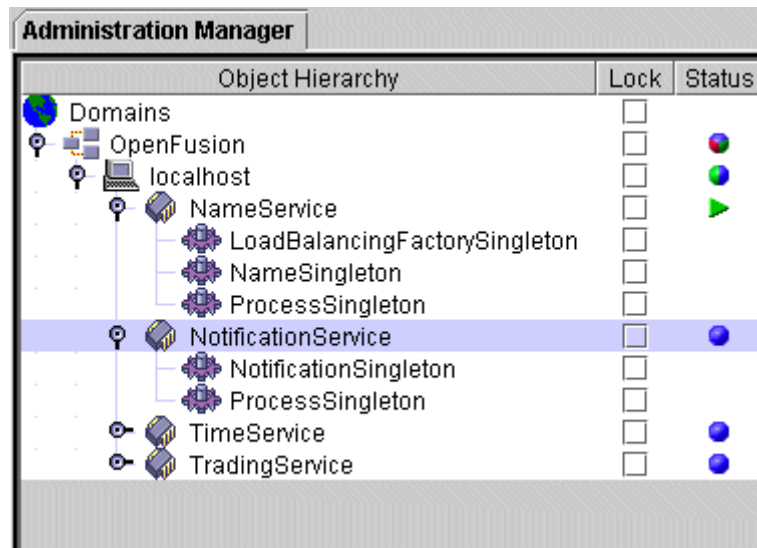 Administration Manager
Object Hierarchy Lock Status
Domains
OpenFusion
localhost
NameService
LoadBalancingFactorySingleton
NameSingleton
ProcessSingleton
NotificationService
NotificationSingleton
ProcessSingleton
TimeService
TradingService